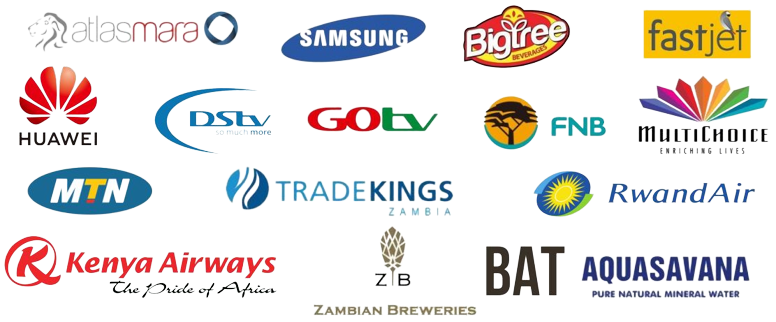 atlasmara
SAMSUNG
Bigtree
BEVERAGES
fastjet
HUAWEI
DStv
so much more
GOtv
FNB
MULTICHOICE
ENRICHING LIVES
MTN
TRADEKINGS
ZAMBIA
RwandAir
Kenya Airways
The Pride of Africa
Z B
ZAMBIAN BREWERIES
BAT
AQUASAVANA
PURE NATURAL MINERAL WATER